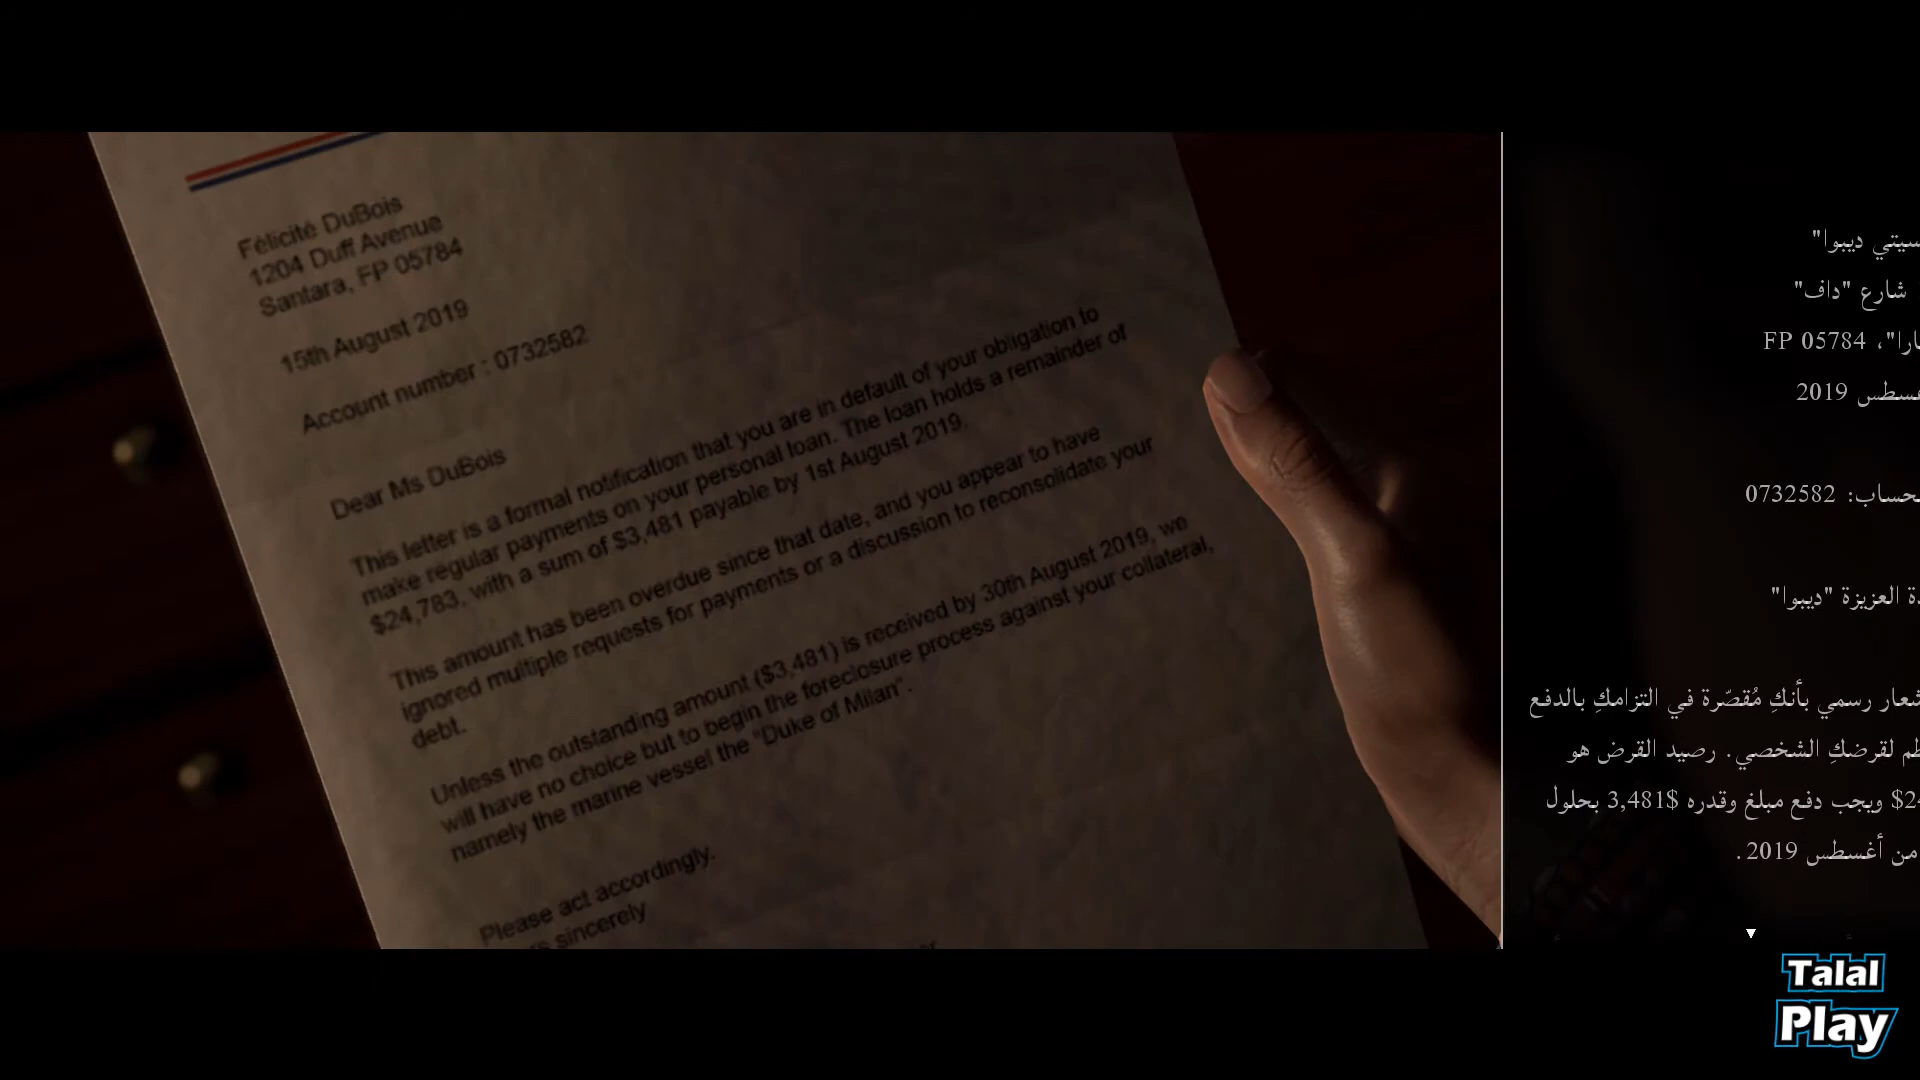 Félicité DuBois
1204 Duff Avenue
Santara, FP 05784
15th August 2019
Account number : 0732582
Dear Ms DuBois
This letter is a formal notification that you are in default of your obligation to
make regular payments on your personal loan. The loan holds a remainder of
$24,783, with a sum of $3,481 payable by 1st August 2019.
This amount has been overdue since that date, and you appear to have
ignored multiple requests for payments or a discussion to reconsolidate your
debt.
Unless the outstanding amount ($3,481) is received by 30th August 2019, we
will have no choice but to begin the foreclosure process against your collateral,
namely the marine vessel the "Duke of Milan".
Please act accordingly.
sincerely
ديبوا"
شارع "داف"
FP 05784
2019
0732582
العزيزة "ديبوا"
رسمي بأنكِ مُقصّرة في التزامكِ بالدفع
لقرضكِ الشخصي. رصيد القرض هو
ويجب دفع مبلغ وقدره $3,481 بحلول
من أغسطس 2019.
Talal
Play